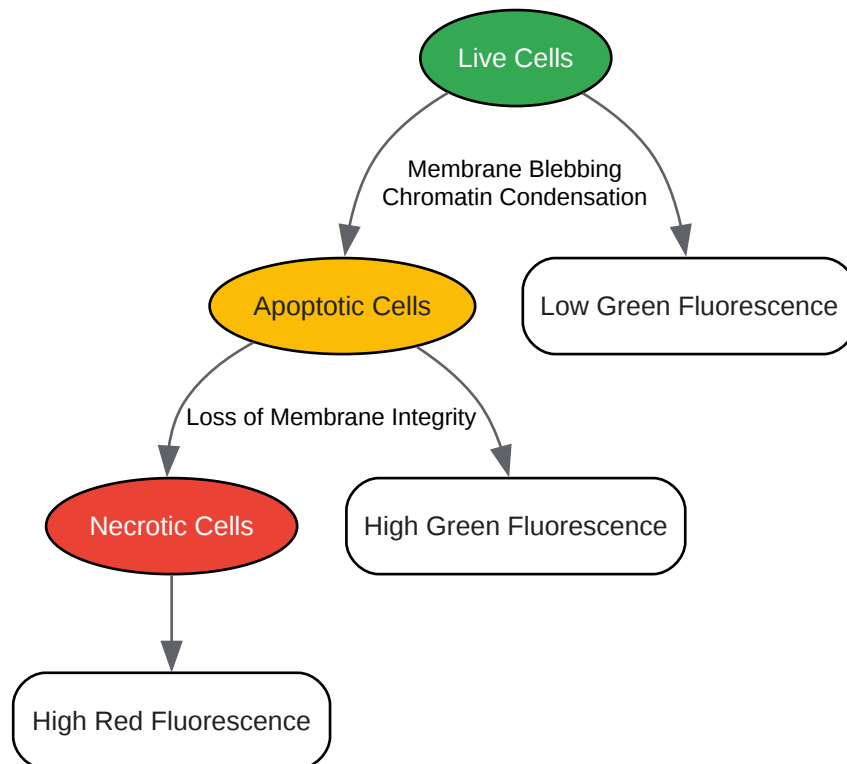 Live Cells
Membrane Blebbing
Chromatin Condensation
Apoptotic Cells
Low Green Fluorescence
Loss of Membrane Integrity
Necrotic Cells
High Green Fluorescence
High Red Fluorescence